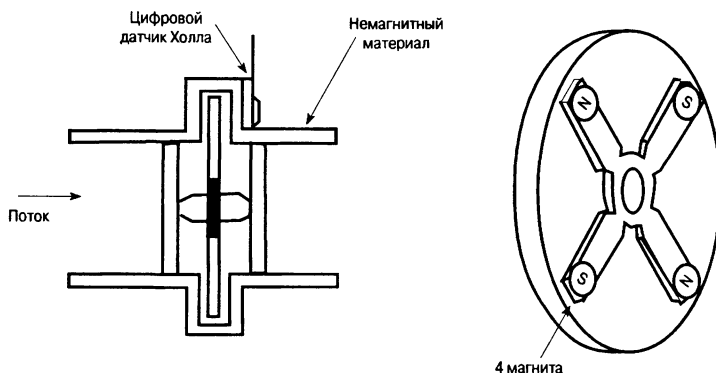 Цифровой
датчик Холла
Немагнитный
материал
Поток
N
S
S
N
4 магнита